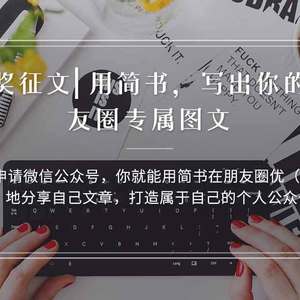 奖征文| 用简书，写出你的
友圈专属图文
申请微信公众号，你就能用简书在朋友圈优（
地分享自己文章，打造属于自己的个人公众